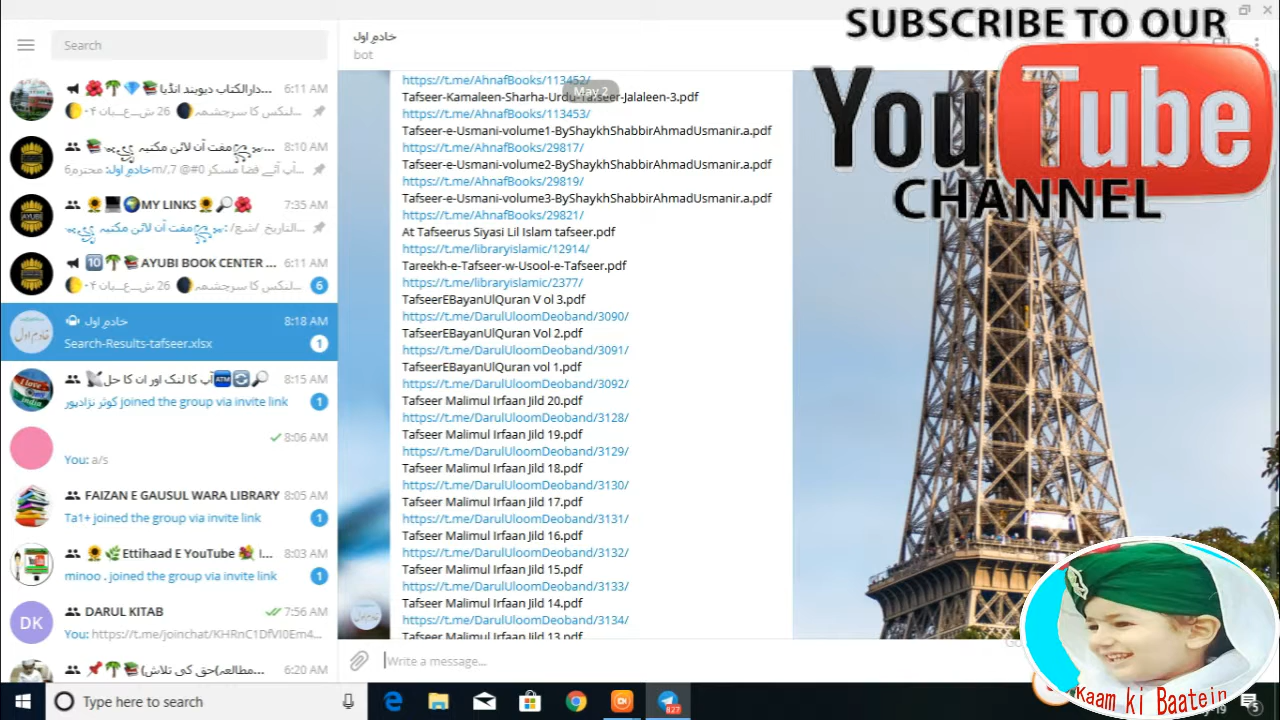 SUBSCRIBE TO OUR
You Tube
CHANNEL
Search
خادم اول
bot
...دارالکتاب دیوبند انڈیا
6:11 AM
...لنکس کا سرچشمہ 26 ش
...مفت آن لائن مکتبہ
8:10 AM
MY LINKS
7:35 AM
AYUBI BOOK CENTER ...
6:11 AM
...لنکس کا سرچشمہ 26 ش
6
خادم اول
8:18 AM
Search-Results-tafseer.xlsx
1
آپ کا لنک اور ان کا حل
8:15 AM
کوثر نژادپور joined the group via invite link
1
8:06 AM
You: a/s
FAIZAN E GAUSUL WARA LIBRARY
8:05 AM
Ta1+ joined the group via invite link
1
Ettihaad E YouTube
8:03 AM
minoo . joined the group via invite link
1
DK
DARUL KITAB
7:56 AM
You: https://t.me/joinchat/KHRnC1DfVI0Em4...
...مطالعہ(حق کی تلاش)
6:20 AM
https://t.me/AhnafBooks/113452/
May 2
Tafseer-Kamaleen-Sharha-Urdu-Tafseer-Jalaleen-3.pdf
https://t.me/AhnafBooks/113453/
Tafseer-e-Usmani-volume1-ByShaykhShabbirAhmadUsmanir.a.pdf
https://t.me/AhnafBooks/29817/
Tafseer-e-Usmani-volume2-ByShaykhShabbirAhmadUsmanir.a.pdf
https://t.me/AhnafBooks/29819/
Tafseer-e-Usmani-volume3-ByShaykhShabbirAhmadUsmanir.a.pdf
https://t.me/AhnafBooks/29821/
At Tafseerus Siyasi Lil Islam tafseer.pdf
https://t.me/libraryislamic/12914/
Tareekh-e-Tafseer-w-Usool-e-Tafseer.pdf
https://t.me/libraryislamic/2377/
TafseerEBayanUlQuran V ol 3.pdf
https://t.me/DarulUloomDeoband/3090/
TafseerEBayanUlQuran Vol 2.pdf
https://t.me/DarulUloomDeoband/3091/
TafseerEBayanUlQuran vol 1.pdf
https://t.me/DarulUloomDeoband/3092/
Tafseer Malimul Irfaan Jild 20.pdf
https://t.me/DarulUloomDeoband/3128/
Tafseer Malimul Irfaan Jild 19.pdf
https://t.me/DarulUloomDeoband/3129/
Tafseer Malimul Irfaan Jild 18.pdf
https://t.me/DarulUloomDeoband/3130/
Tafseer Malimul Irfaan Jild 17.pdf
https://t.me/DarulUloomDeoband/3131/
Tafseer Malimul Irfaan Jild 16.pdf
https://t.me/DarulUloomDeoband/3132/
Tafseer Malimul Irfaan Jild 15.pdf
https://t.me/DarulUloomDeoband/3133/
Tafseer Malimul Irfaan Jild 14.pdf
https://t.me/DarulUloomDeoband/3134/
Tafseer Malimul Irfaan Jild 13.pdf
Write a message...
Kaam ki Baatein
Type here to search
827
5